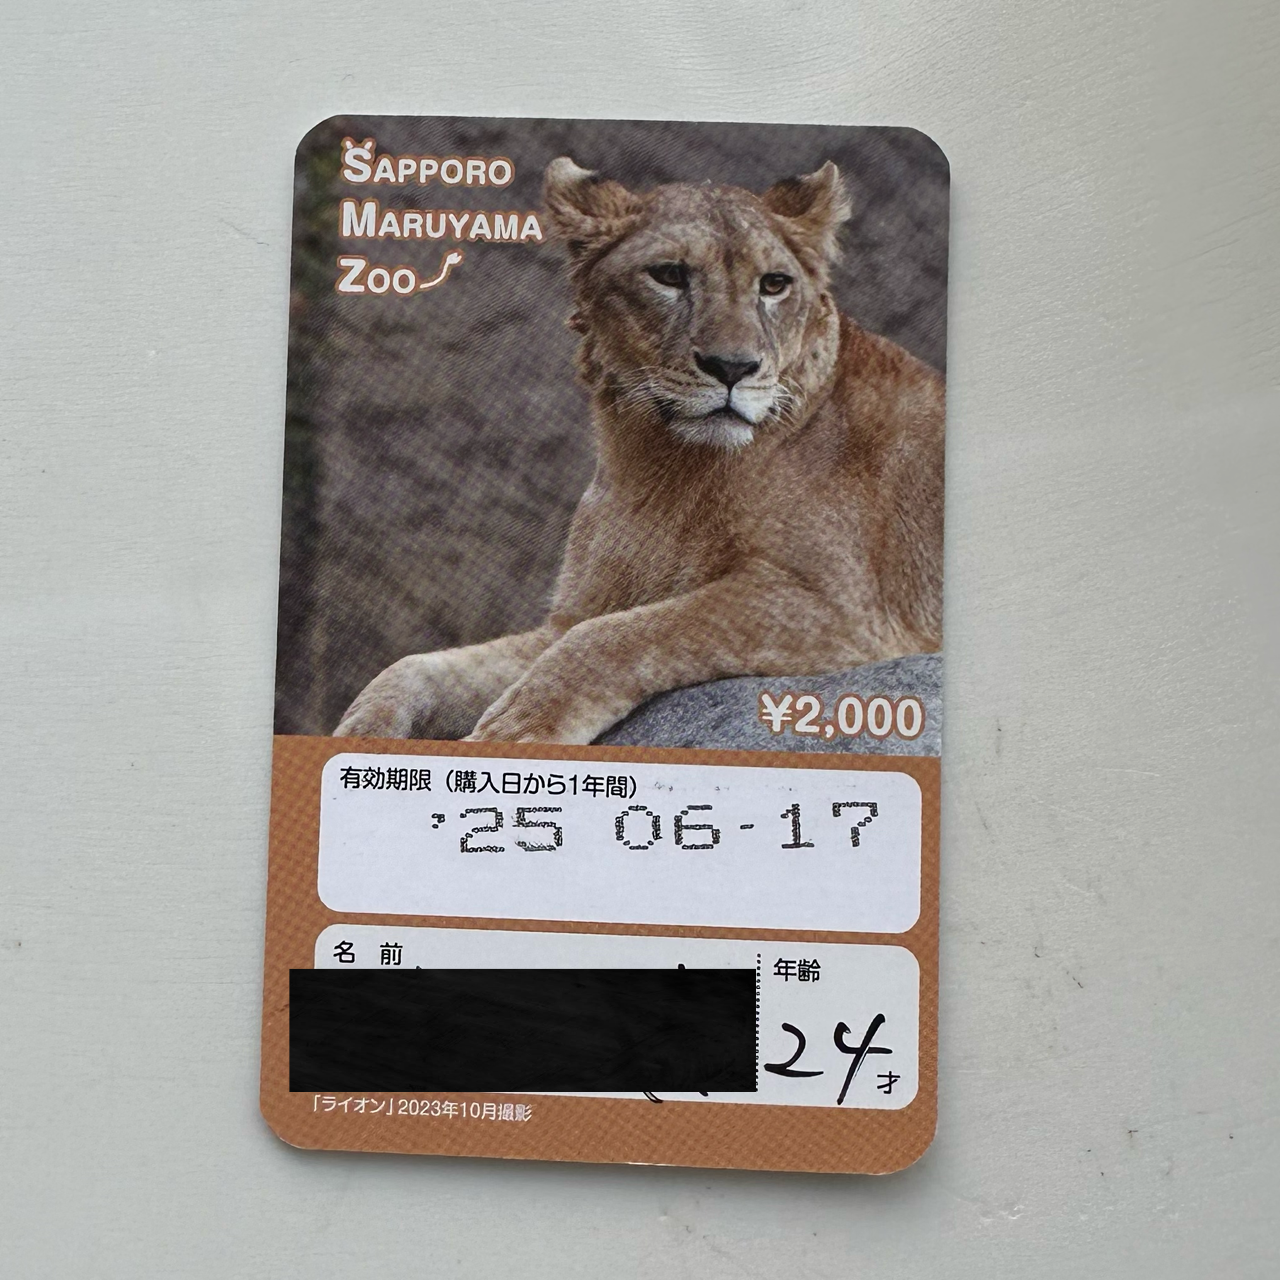 SAPPORO
MARUYAMA
ZOO
¥2,000
有効期限（購入日から1年間）
'25 06-17
名 前
年齢
24才
「ライオン」2023年10月撮影